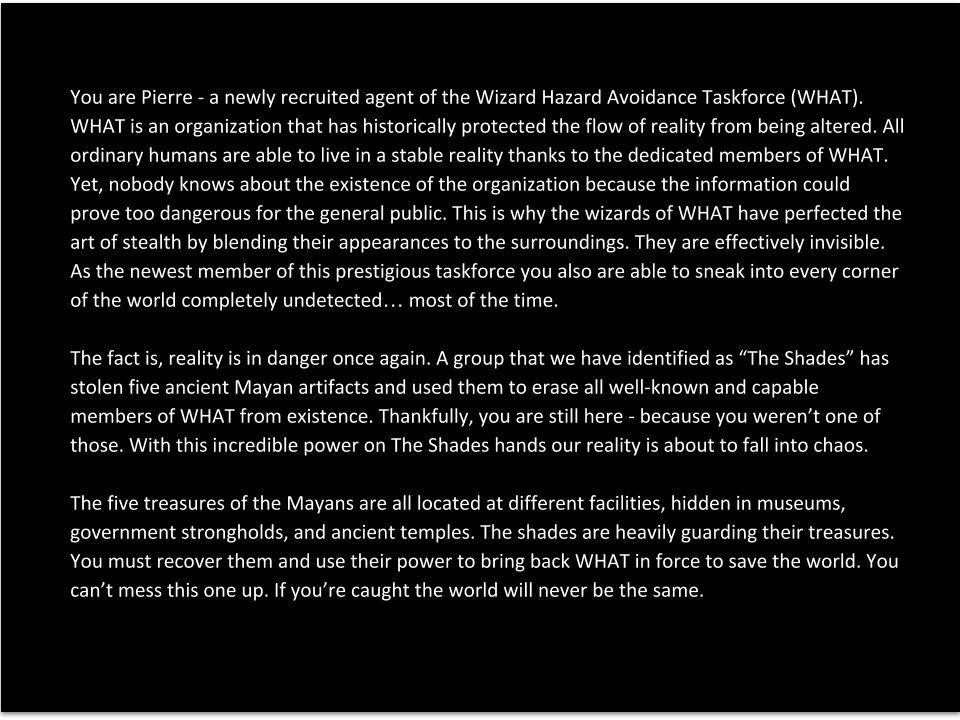 You are Pierre - a newly recruited agent of the Wizard Hazard Avoidance Taskforce (WHAT).
WHAT is an organization that has historically protected the flow of reality from being altered. All
ordinary humans are able to live in a stable reality thanks to the dedicated members of WHAT.
Yet, nobody knows about the existence of the organization because the information could
prove too dangerous for the general public. This is why the wizards of WHAT have perfected the
art of stealth by blending their appearances to the surroundings. They are effectively invisible.
As the newest member of this prestigious taskforce you also are able to sneak into every corner
of the world completely undetected… most of the time.

The fact is, reality is in danger once again. A group that we have identified as “The Shades” has
stolen five ancient Mayan artifacts and used them to erase all well-known and capable
members of WHAT from existence. Thankfully, you are still here - because you weren’t one of
those. With this incredible power on The Shades hands our reality is about to fall into chaos.

The five treasures of the Mayans are all located at different facilities, hidden in museums,
government strongholds, and ancient temples. The shades are heavily guarding their treasures.
You must recover them and use their power to bring back WHAT in force to save the world. You
can’t mess this one up. If you’re caught the world will never be the same.